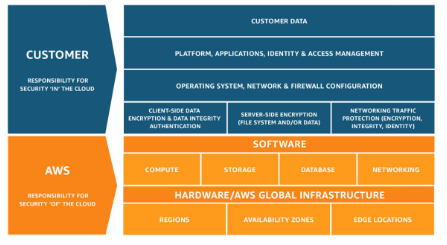 CUSTOMER
RESPONSIBILITY FOR
SECURITY 'IN' THE CLOUD
CUSTOMER DATA
PLATFORM, APPLICATIONS, IDENTITY & ACCESS MANAGEMENT
OPERATING SYSTEM, NETWORK & FIREWALL CONFIGURATION
CLIENT-SIDE DATA
ENCRYPTION & DATA INTEGRITY
AUTHENTICATION
SERVER-SIDE ENCRYPTION
(FILE SYSTEM AND/OR DATA)
NETWORKING TRAFFIC
PROTECTION (ENCRYPTION,
INTEGRITY, IDENTITY)
AWS
RESPONSIBILITY FOR
SECURITY 'OF' THE CLOUD
SOFTWARE
COMPUTE
STORAGE
DATABASE
NETWORKING
HARDWARE/AWS GLOBAL INFRASTRUCTURE
REGIONS
AVAILABILITY ZONES
EDGE LOCATIONS